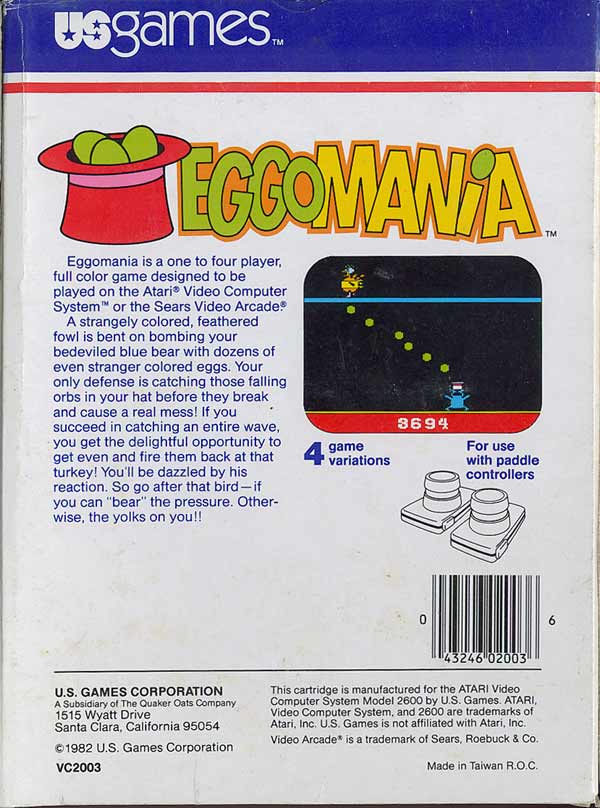 USgames™
EGGOMANIA™
Eggomania is a one to four player,
full color game designed to be
played on the Atari® Video Computer
System™ or the Sears Video Arcade®
A strangely colored, feathered
fowl is bent on bombing your
bedeviled blue bear with dozens of
even stranger colored eggs. Your
only defense is catching those falling
orbs in your hat before they break
and cause a real mess! If you
succeed in catching an entire wave,
you get the delightful opportunity to
get even and fire them back at that
turkey! You'll be dazzled by his
reaction. So go after that bird—if
you can "bear" the pressure. Other-
wise, the yolks on you!!
8694
4 game
variations
For use
with paddle
controllers
0 43246 02003 6
U.S. GAMES CORPORATION
A Subsidiary of The Quaker Oats Company
1515 Wyatt Drive
Santa Clara, California 95054
©1982 U.S. Games Corporation
VC2003
This cartridge is manufactured for the ATARI Video
Computer System Model 2600 by U.S. Games. ATARI,
Video Computer System, and 2600 are trademarks of
Atari, Inc. U.S. Games is not affiliated with Atari, Inc.
Video Arcade® is a trademark of Sears, Roebuck & Co.
Made in Taiwan R.O.C.